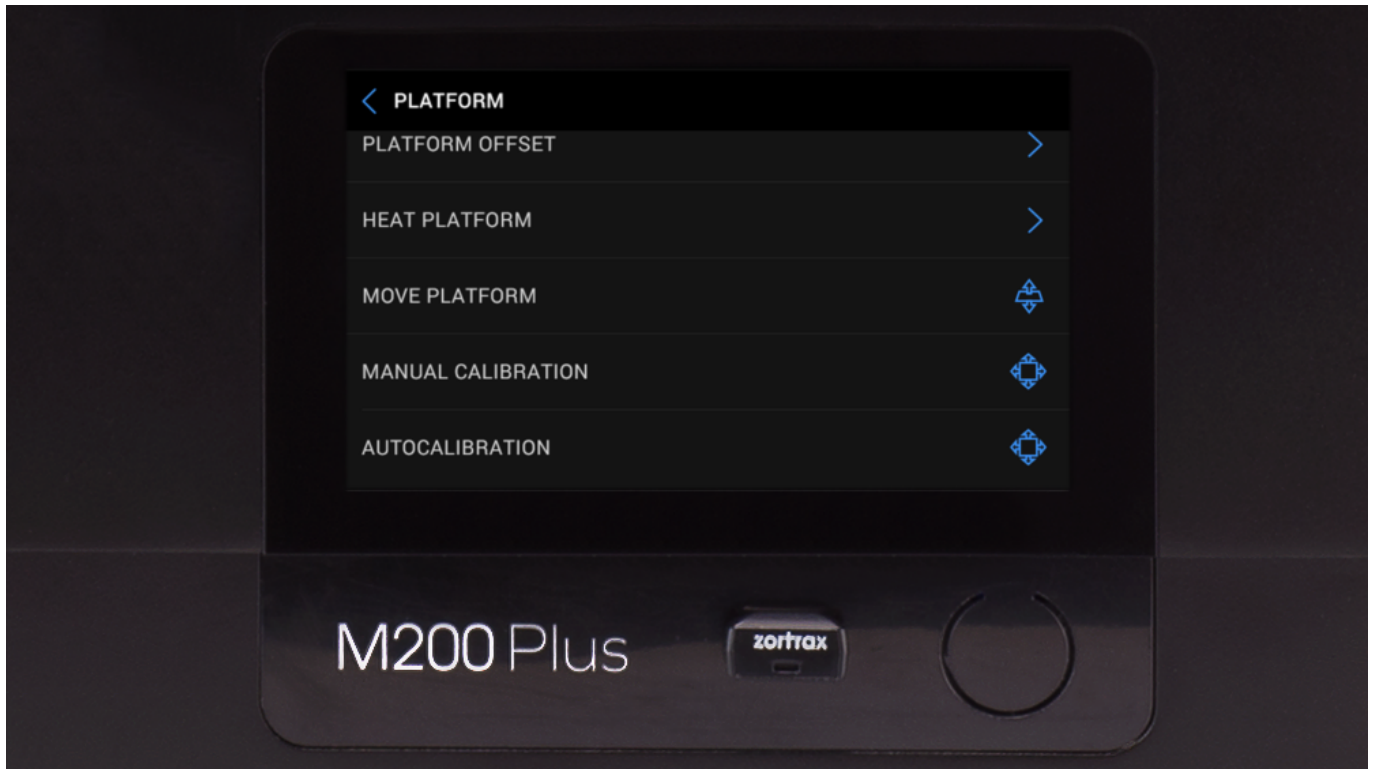 PLATFORM
PLATFORM OFFSET
HEAT PLATFORM
MOVE PLATFORM
MANUAL CALIBRATION
AUTOCALIBRATION
M200 Plus
zortrax